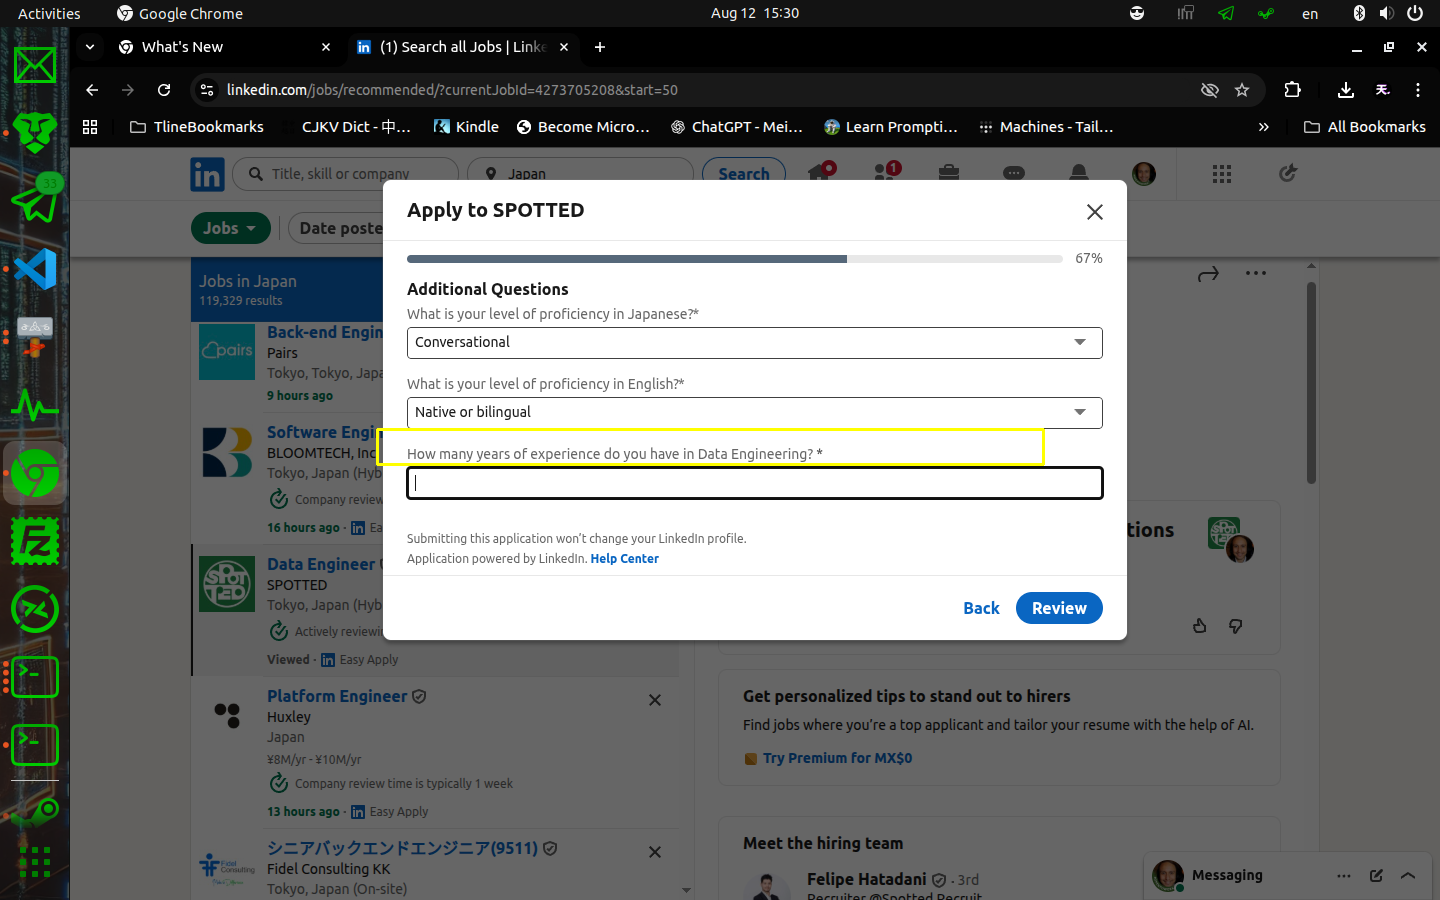 Activities
Google Chrome
Aug 12 15:30
en
What's New
(1) Search all Jobs | Linke
linkedin.com/jobs/recommended/?currentJobId=4273705208&start=50
TlineBookmarks
CJKV Dict - 中...
Kindle
Become Micro...
ChatGPT - Mei...
Learn Prompti...
Machines - Tail...
All Bookmarks
33
Title, skill or company
Japan
Search
1
Jobs
Date poste
Apply to SPOTTED
67%
Additional Questions
What is your level of proficiency in Japanese?*
Conversational
What is your level of proficiency in English?*
Native or bilingual
How many years of experience do you have in Data Engineering? *
Submitting this application won't change your LinkedIn profile.
Application powered by LinkedIn. Help Center
Back
Review
Jobs in Japan
119,329 results
pairs
Back-end Engin
Pairs
Tokyo, Tokyo, Japa
9 hours ago
Software Engi
BLOOMTECH, Inc
Tokyo, Japan (Hyb
Company review
16 hours ago · Ea
SPOTTED
Data Engineer
SPOTTED
Tokyo, Japan (Hyb
Actively reviewin
Viewed · Easy Apply
Platform Engineer
Huxley
Japan
¥8M/yr - ¥10M/yr
Company review time is typically 1 week
13 hours ago · Easy Apply
Fidel Consulting
シニアバックエンドエンジニア(9511)
Fidel Consulting KK
Tokyo, Japan (On-site)
tions
Get personalized tips to stand out to hirers
Find jobs where you're a top applicant and tailor your resume with the help of AI.
Try Premium for MX$0
Meet the hiring team
Felipe Hatadani · 3rd
Recruiter @Spotted Recruit
Messaging